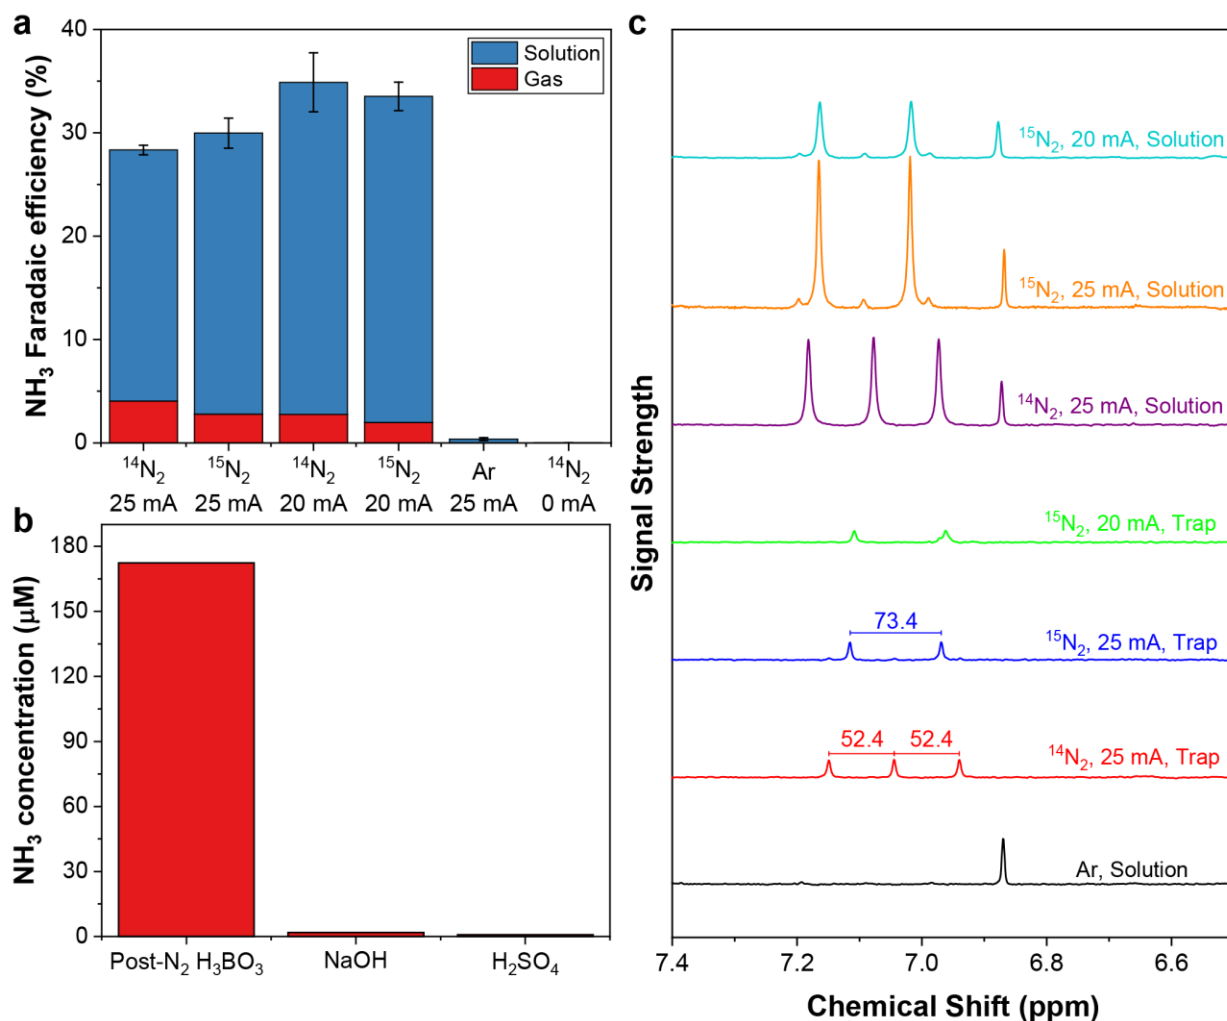 a
NH₃ Faradaic efficiency (%)
40
30
20
10
0
Solution
Gas
¹⁴N₂ ¹⁵N₂ ¹⁴N₂ ¹⁵N₂ Ar ¹⁴N₂
25 mA 25 mA 20 mA 20 mA 25 mA 0 mA
b
NH₃ concentration (μM)
180
150
120
90
60
30
0
Post-N₂ H₃BO₃ NaOH H₂SO₄
c
Signal Strength
¹⁵N₂, 20 mA, Solution
¹⁵N₂, 25 mA, Solution
¹⁴N₂, 25 mA, Solution
¹⁵N₂, 20 mA, Trap
73.4
¹⁵N₂, 25 mA, Trap
52.4 52.4
¹⁴N₂, 25 mA, Trap
Ar, Solution
7.4 7.2 7.0 6.8 6.6
Chemical Shift (ppm)